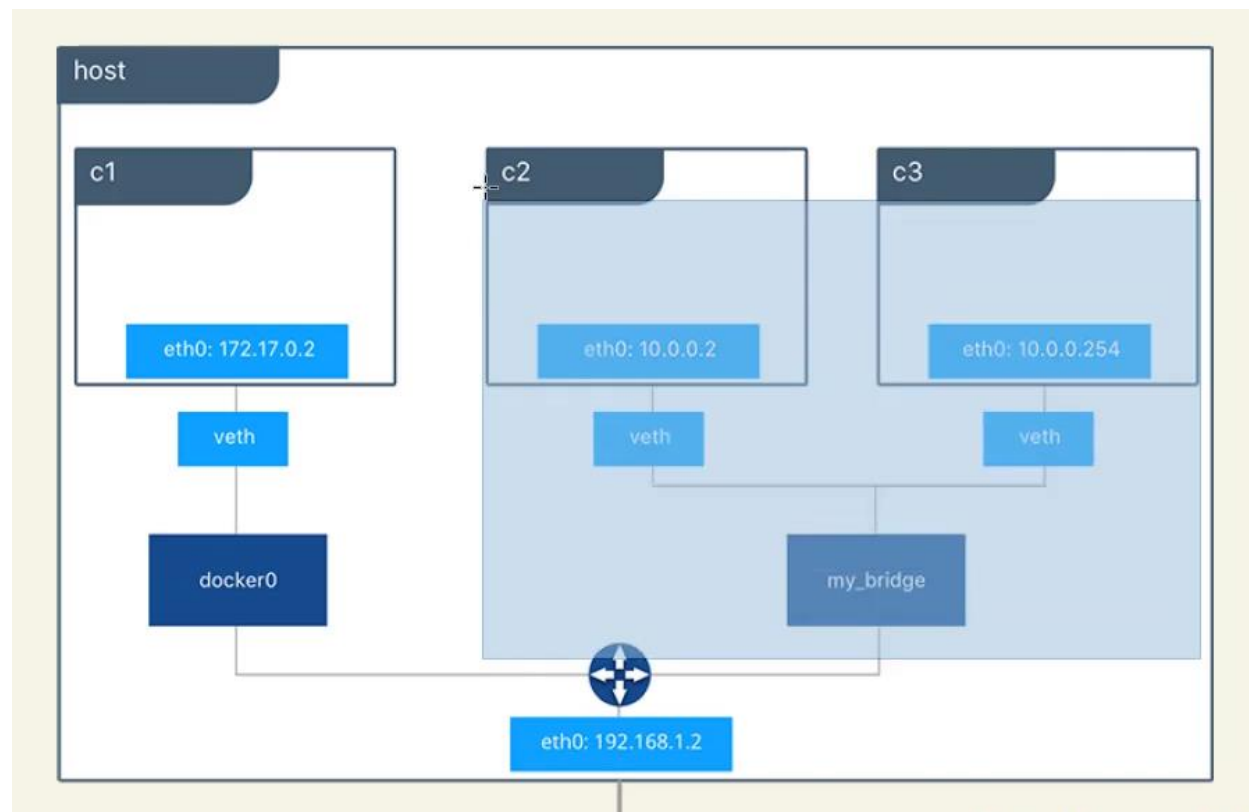 host
c1
c2
c3
eth0: 172.17.0.2
eth0: 10.0.0.2
eth0: 10.0.0.254
veth
veth
veth
docker0
my_bridge
eth0: 192.168.1.2